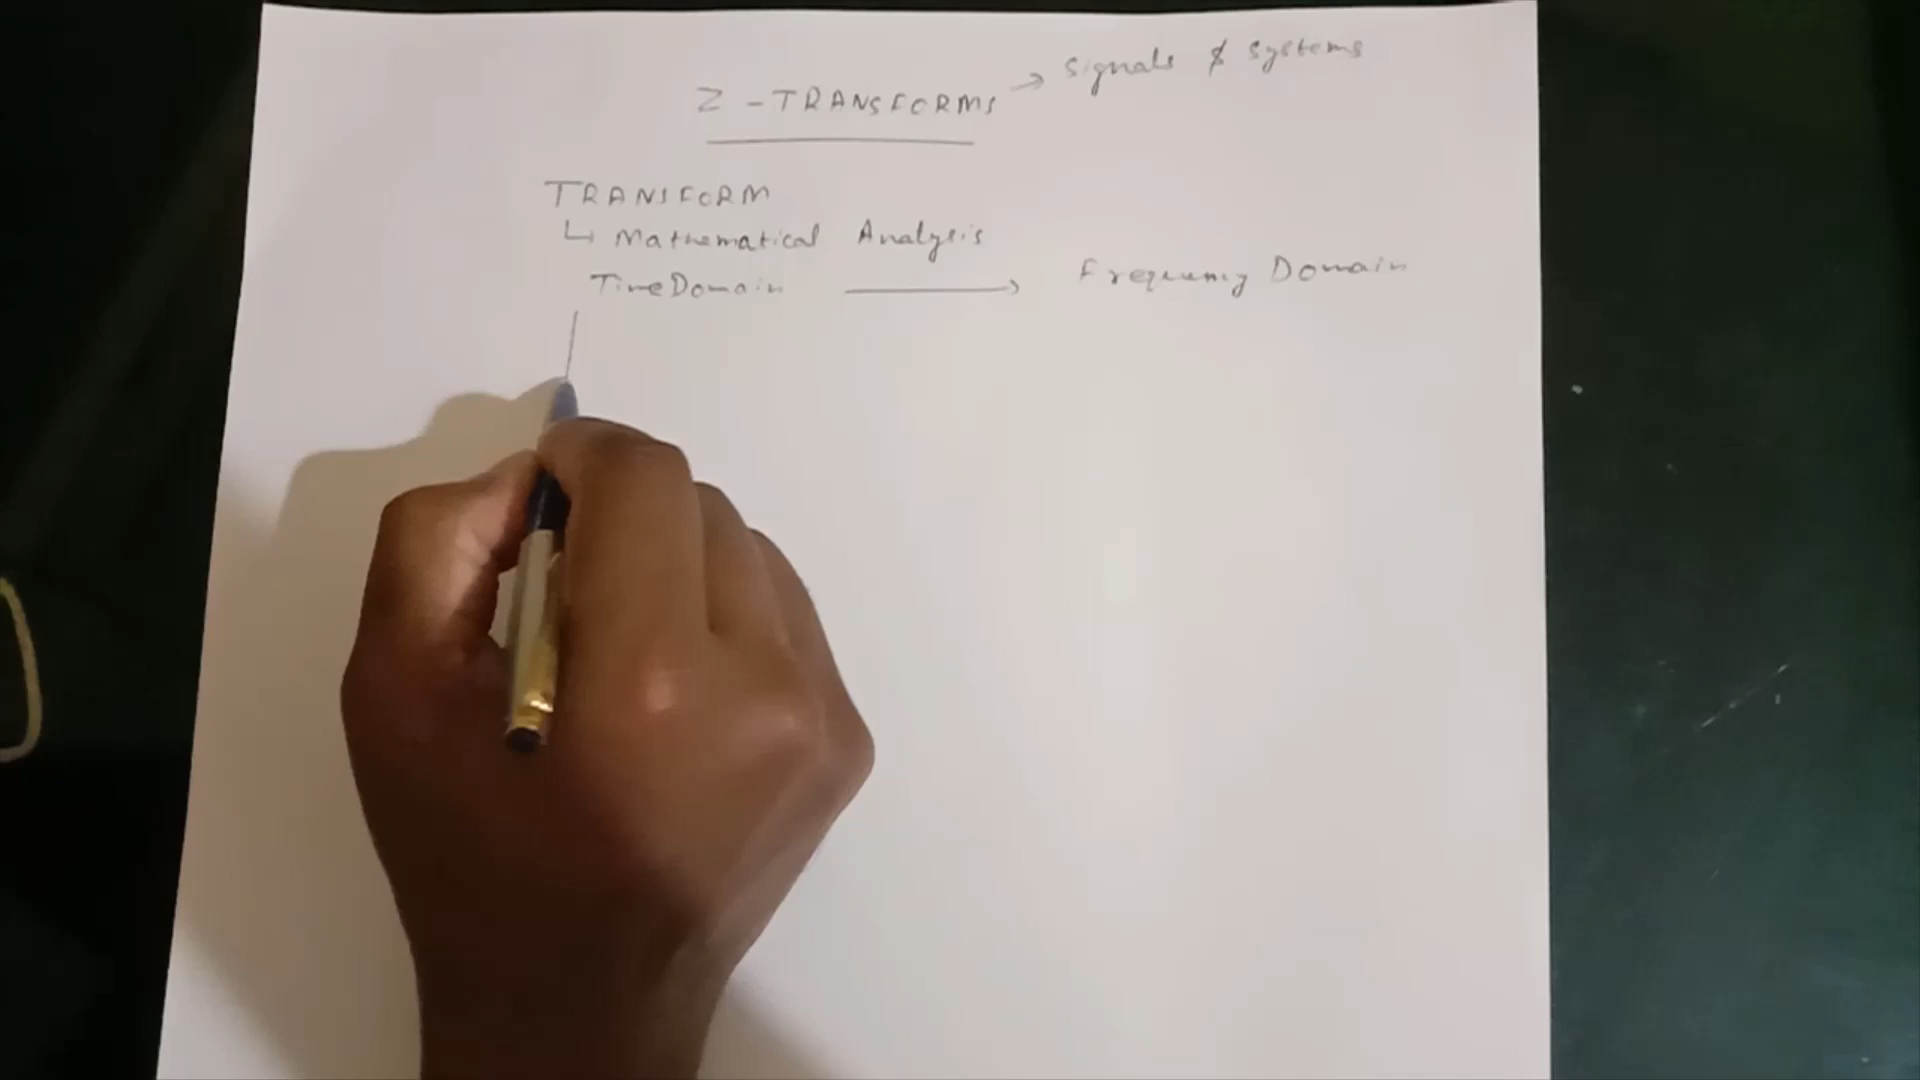 Z - TRANSFORMS → Signals & Systems
TRANSFORM
↳ Mathematical Analysis
Time Domain → Frequency Domain